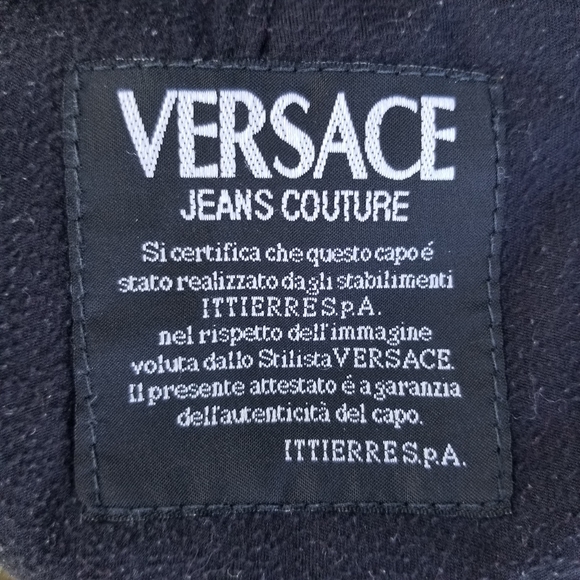 VERSACE
JEANS COUTURE
Si certifica che questo capo é
stato realizzato dagli stabilimenti
ITTIERRE S.p.A.
nel rispetto dell'immagine
voluta dallo Stilista VERSACE.
Il presente attestato é a garanzia
dell'autenticità del capo.
ITTIERRE S.p.A.